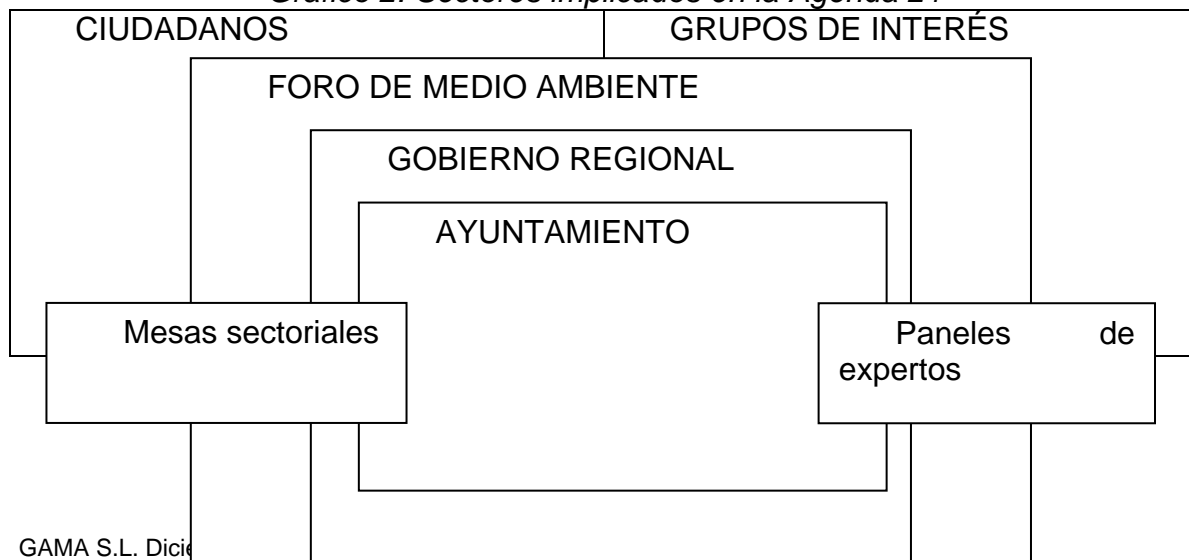 CIUDADANOS GRUPOS DE INTERÉS
FORO DE MEDIO AMBIENTE
GOBIERNO REGIONAL
AYUNTAMIENTO
Mesas sectoriales
Paneles de
expertos
GAMA S.L.